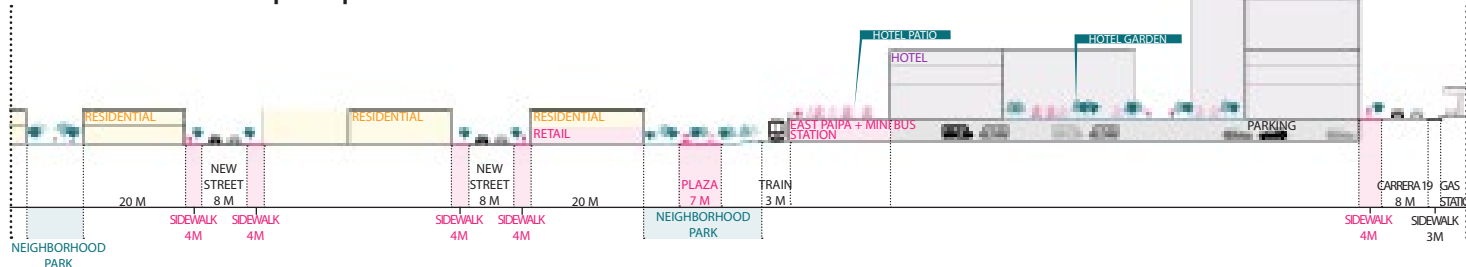 HOTEL PATIO
HOTEL GARDEN
HOTEL
RESIDENTIAL
RESIDENTIAL
RESIDENTIAL
RETAIL
EAST PAIPA + MINI BUS
STATION
PARKING
NEW
STREET
8 M
NEW
STREET
8 M
PLAZA
7 M
TRAIN
3 M
CARRERA 19
8 M
GAS
20 M
20 M
SIDEWALK
4M
SIDEWALK
4M
SIDEWALK
4M
SIDEWALK
4M
NEIGHBORHOOD
PARK
SIDEWALK
4M
SIDEWALK
3M
NEIGHBORHOOD
PARK